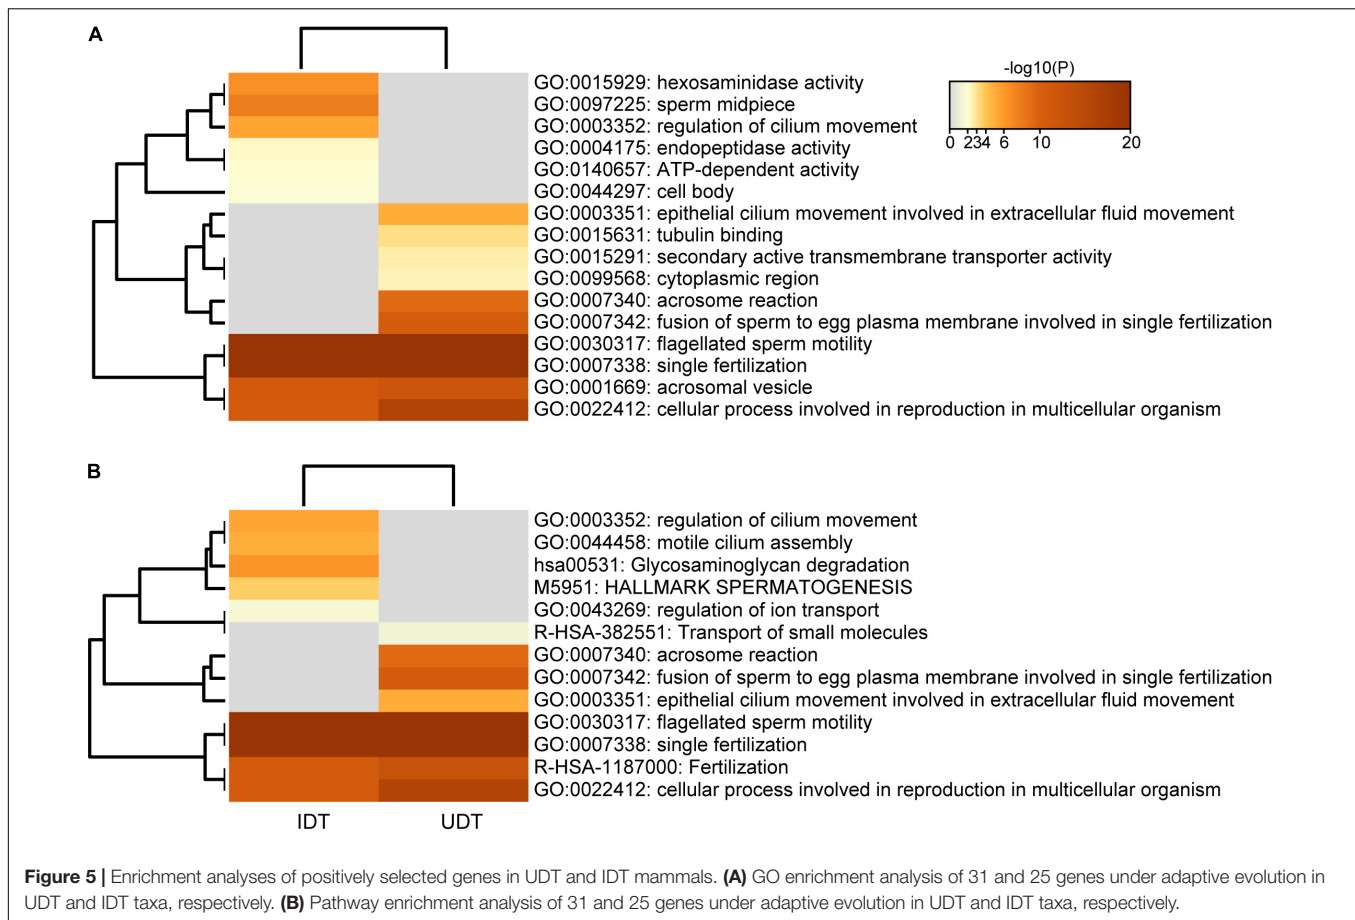 A
-log10(P)
0 2 3 4 6 10 20
GO:0015929: hexosaminidase activity
GO:0097225: sperm midpiece
GO:0003352: regulation of cilium movement
GO:0004175: endopeptidase activity
GO:0140657: ATP-dependent activity
GO:0044297: cell body
GO:0003351: epithelial cilium movement involved in extracellular fluid movement
GO:0015631: tubulin binding
GO:0015291: secondary active transmembrane transporter activity
GO:0099568: cytoplasmic region
GO:0007340: acrosome reaction
GO:0007342: fusion of sperm to egg plasma membrane involved in single fertilization
GO:0030317: flagellated sperm motility
GO:0007338: single fertilization
GO:0001669: acrosomal vesicle
GO:0022412: cellular process involved in reproduction in multicellular organism
B
GO:0003352: regulation of cilium movement
GO:0044458: motile cilium assembly
hsa00531: Glycosaminoglycan degradation
M5951: HALLMARK SPERMATOGENESIS
GO:0043269: regulation of ion transport
R-HSA-382551: Transport of small molecules
GO:0007340: acrosome reaction
GO:0007342: fusion of sperm to egg plasma membrane involved in single fertilization
GO:0003351: epithelial cilium movement involved in extracellular fluid movement
GO:0030317: flagellated sperm motility
GO:0007338: single fertilization
R-HSA-1187000: Fertilization
GO:0022412: cellular process involved in reproduction in multicellular organism
IDT UDT
Figure 5 | Enrichment analyses of positively selected genes in UDT and IDT mammals. (A) GO enrichment analysis of 31 and 25 genes under adaptive evolution in
UDT and IDT taxa, respectively. (B) Pathway enrichment analysis of 31 and 25 genes under adaptive evolution in UDT and IDT taxa, respectively.